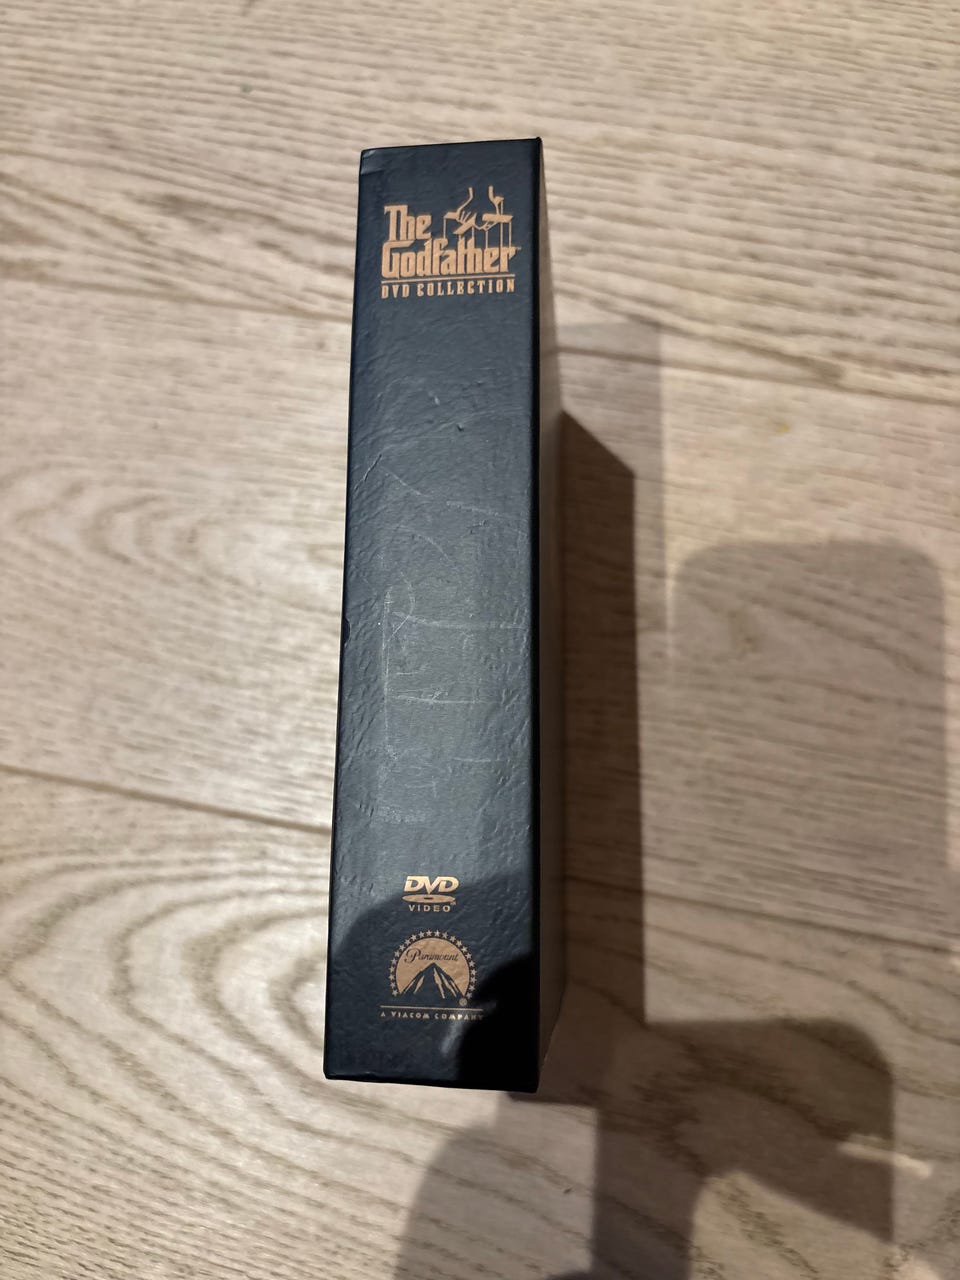 The
Godfather
DVD COLLECTION
DVD
VIDEO
Paramount
®
A VIACOM COMPANY